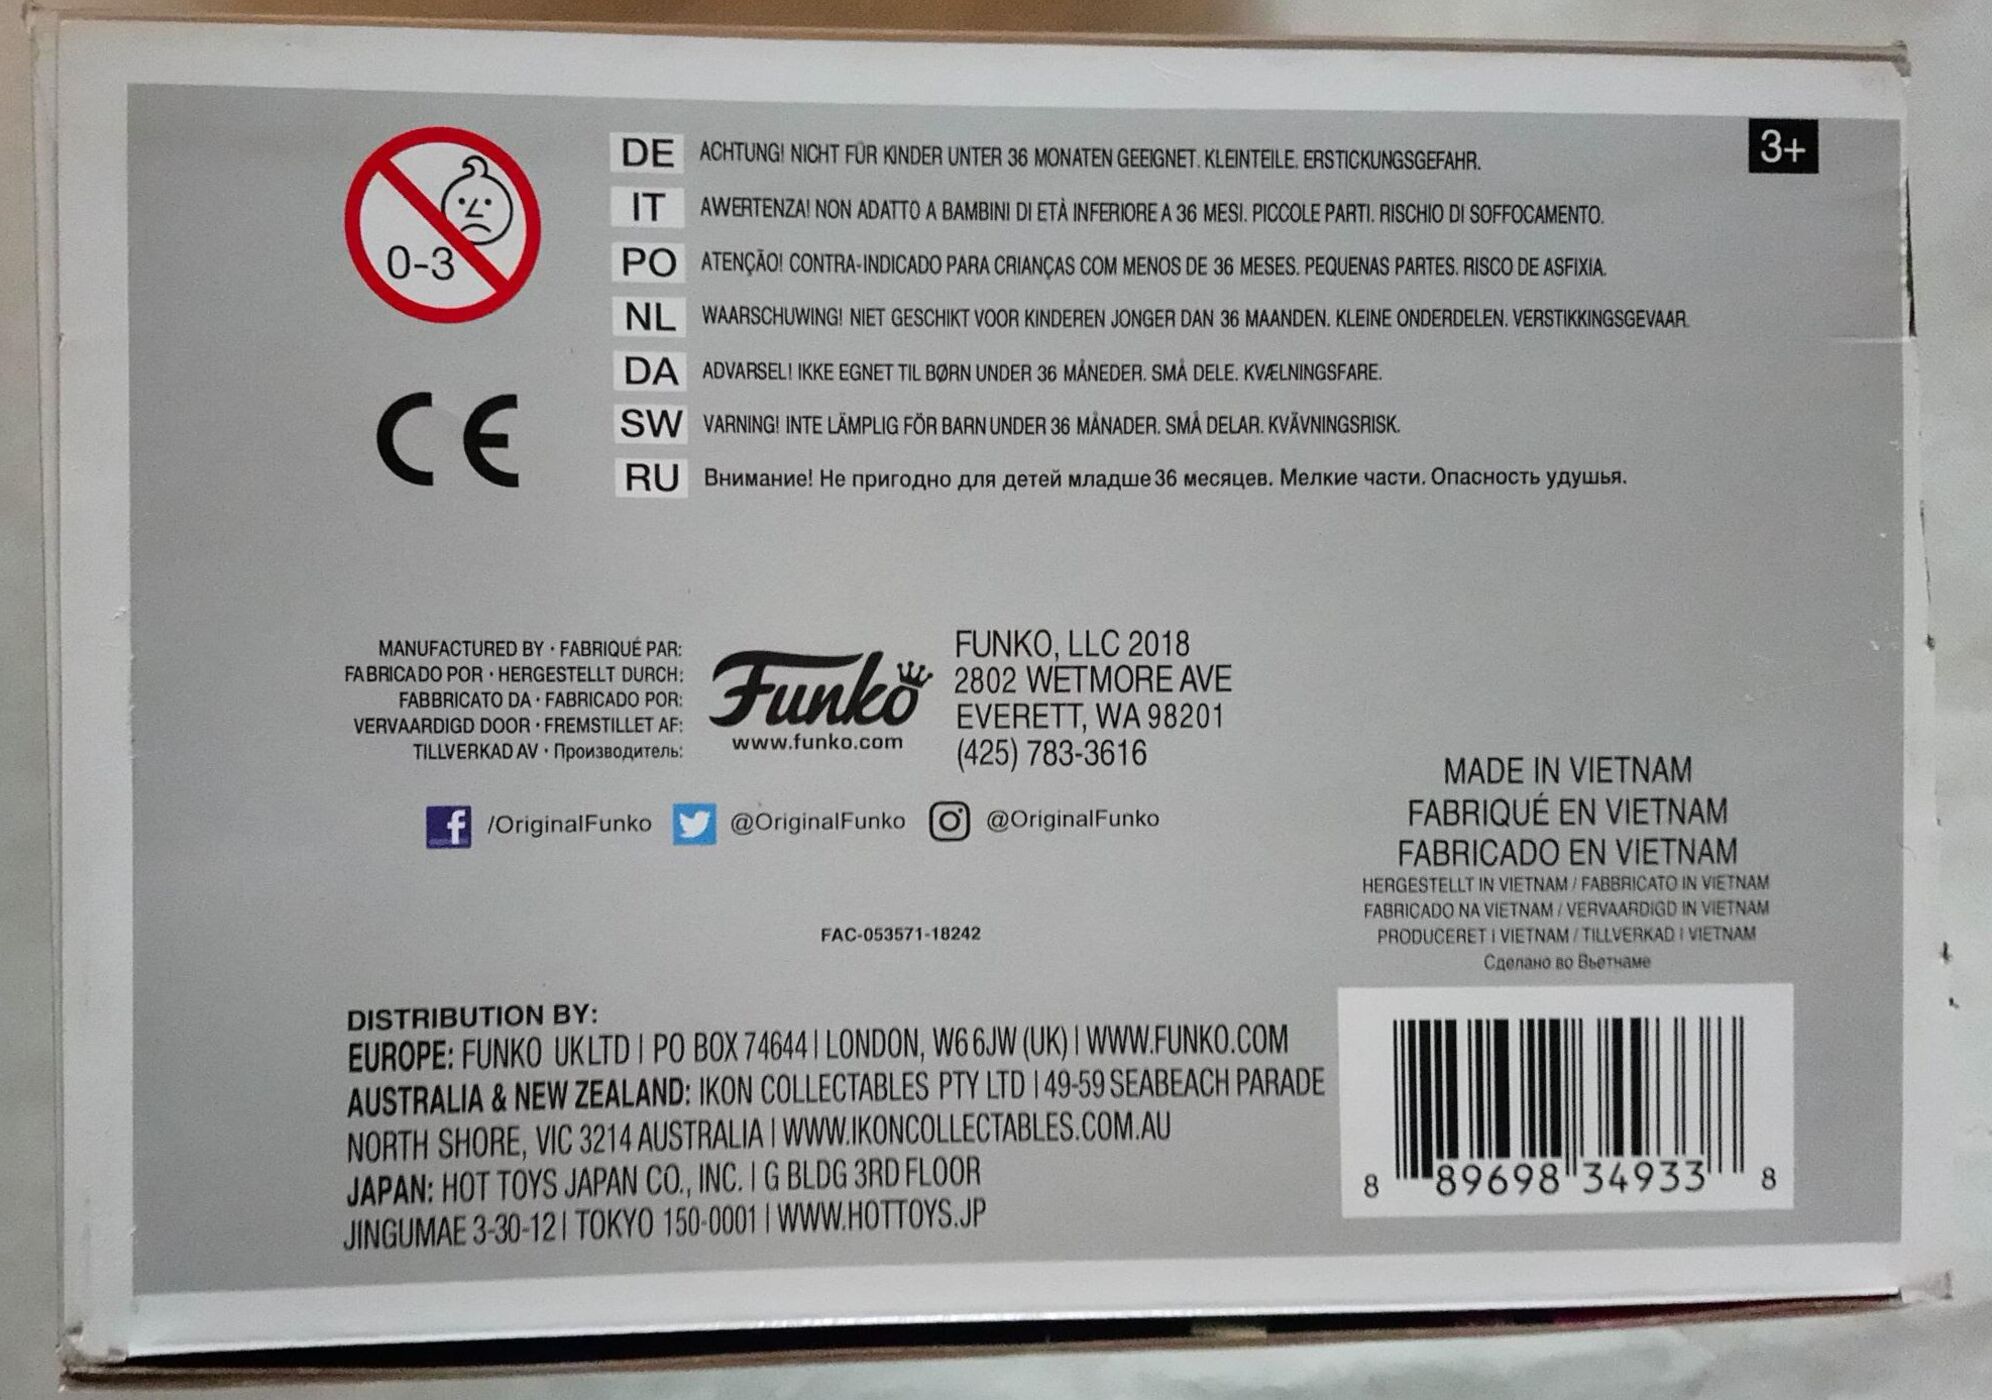 0-3
3+
DE ACHTUNG! NICHT FÜR KINDER UNTER 36 MONATEN GEEIGNET. KLEINTEILE. ERSTICKUNGSGEFAHR.
IT AWERTENZA! NON ADATTO A BAMBINI DI ETÀ INFERIORE A 36 MESI. PICCOLE PARTI. RISCHIO DI SOFFOCAMENTO.
PO ATENÇÃO! CONTRA-INDICADO PARA CRIANÇAS COM MENOS DE 36 MESES. PEQUENAS PARTES. RISCO DE ASFIXIA.
NL WAARSCHUWING! NIET GESCHIKT VOOR KINDEREN JONGER DAN 36 MAANDEN. KLEINE ONDERDELEN. VERSTIKKINGSGEVAAR.
DA ADVARSEL! IKKE EGNET TIL BØRN UNDER 36 MÅNEDER. SMÅ DELE. KVÆLNINGSFARE.
SW VARNING! INTE LÄMPLIG FÖR BARN UNDER 36 MÅNADER. SMÅ DELAR. KVÄVNINGSRISK.
RU Внимание! Не пригодно для детей младше 36 месяцев. Мелкие части. Опасность удушья.
CE
MANUFACTURED BY · FABRIQUÉ PAR:
FABRICADO POR · HERGESTELLT DURCH:
FABBRICATO DA · FABRICADO POR:
VERVAARDIGD DOOR · FREMSTILLET AF:
TILLVERKAD AV · Производитель:
Funko
www.funko.com
FUNKO, LLC 2018
2802 WETMORE AVE
EVERETT, WA 98201
(425) 783-3616
/OriginalFunko @OriginalFunko @OriginalFunko
FAC-053571-18242
MADE IN VIETNAM
FABRIQUÉ EN VIETNAM
FABRICADO EN VIETNAM
HERGESTELLT IN VIETNAM / FABBRICATO IN VIETNAM
FABRICADO NA VIETNAM / VERVAARDIGD IN VIETNAM
PRODUCERET I VIETNAM / TILLVERKAD I VIETNAM
Сделано во Вьетнаме
DISTRIBUTION BY:
EUROPE: FUNKO UK LTD | PO BOX 74644 | LONDON, W6 6JW (UK) | WWW.FUNKO.COM
AUSTRALIA & NEW ZEALAND: IKON COLLECTABLES PTY LTD | 49-59 SEABEACH PARADE
NORTH SHORE, VIC 3214 AUSTRALIA | WWW.IKONCOLLECTABLES.COM.AU
JAPAN: HOT TOYS JAPAN CO., INC. | G BLDG 3RD FLOOR
JINGUMAE 3-30-12 | TOKYO 150-0001 | WWW.HOTTOYS.JP
8 89698 34933 8